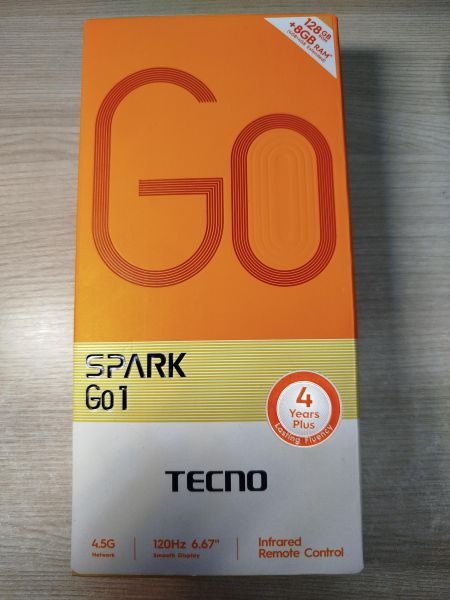 128GB ROM
+8GB RAM*
Go
SPARK
Go 1
4
Years
Plus
Lasting Fluency
TECNO
4.5G
Network
120Hz 6.67"
Smooth Display
Infrared
Remote Control